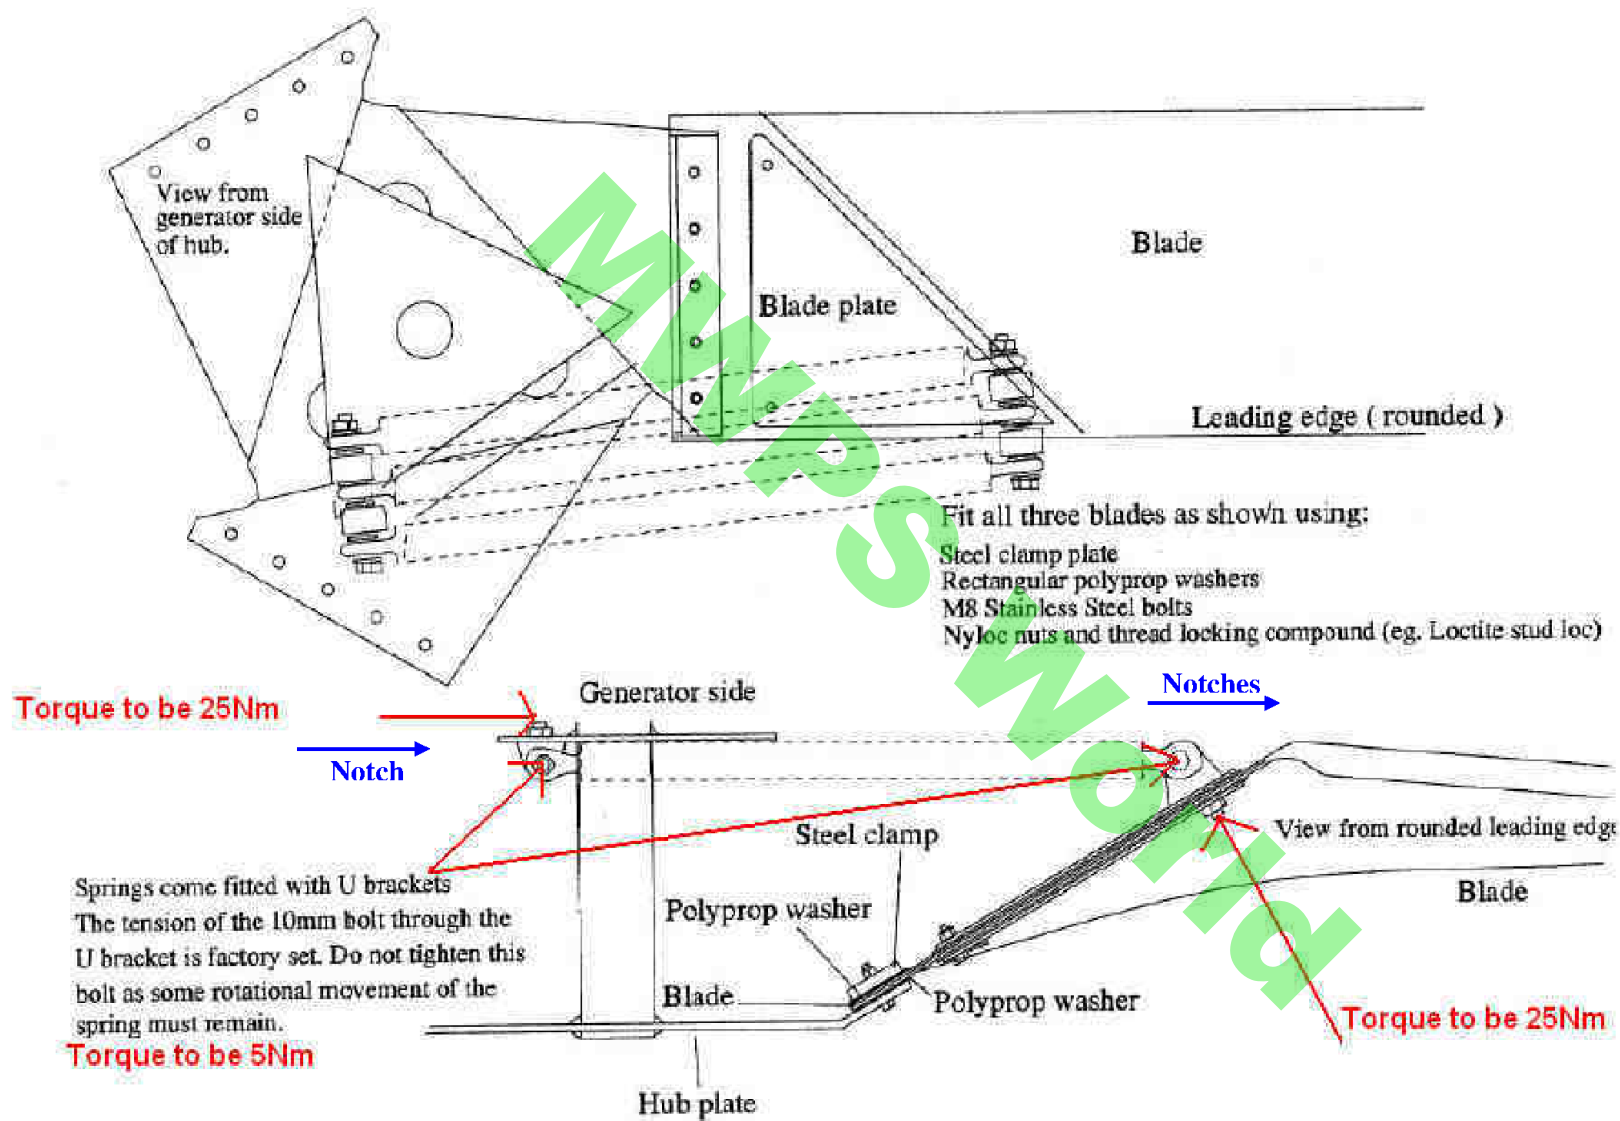 View from
generator side
of hub.
Blade
Blade plate
Leading edge ( rounded )
Fit all three blades as shown using:
Steel clamp plate
Rectangular polyprop washers
M8 Stainless Steel bolts
Nyloc nuts and thread locking compound (eg. Loctite stud loc)
MWPS World
Torque to be 25Nm
Generator side
Notches
Notch
Steel clamp
View from rounded leading edge
Springs come fitted with U brackets
The tension of the 10mm bolt through the
U bracket is factory set. Do not tighten this
bolt as some rotational movement of the
spring must remain.
Torque to be 5Nm
Polyprop washer
Blade
Blade
Polyprop washer
Torque to be 25Nm
Hub plate